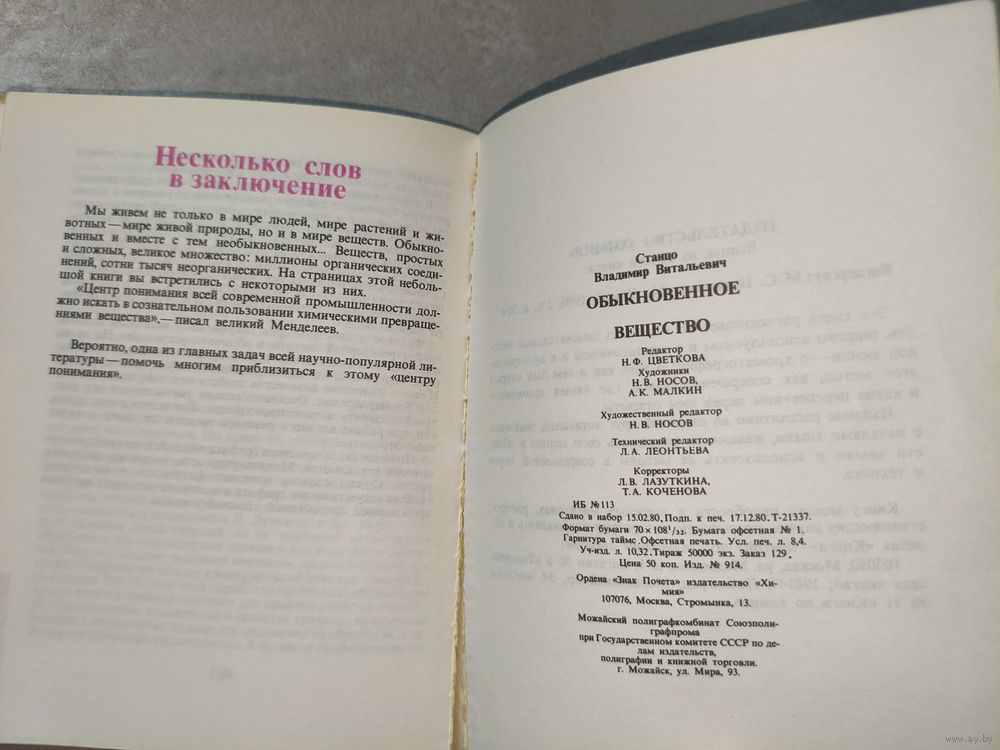 Несколько слов
в заключение
Мы живем не только в мире людей, мире растений и жи-
вотных—мире живой природы, но и в мире веществ. Обыкно-
венных и вместе с тем необыкновенных... Веществ, простых
и сложных, великое множество: миллионы органических соеди-
нений, сотни тысяч неорганических. На страницах этой неболь-
шой книги вы встретились с некоторыми из них.
«Центр понимания всей современной промышленности дол-
жно искать в сознательном пользовании химическими превраще-
ниями вещества»,—писал великий Менделеев.
Вероятно, одна из главных задач всей научно-популярной ли-
тературы—помочь многим приблизиться к этому «центру
понимания».
Станцо
Владимир Витальевич
ОБЫКНОВЕННОЕ
ВЕЩЕСТВО
Редактор
Н.Ф. ЦВЕТКОВА
Художники
Н.В. НОСОВ,
А.К. МАЛКИН
Художественный редактор
Н.В. НОСОВ
Технический редактор
Л.А. ЛЕОНТЬЕВА
Корректоры
Л.В. ЛАЗУТКИНА,
Т.А. КОЧЕНОВА
ИБ №113
Сдано в набор 15.02.80. Подп. к печ. 17.12.80. Т-21337.
Формат бумаги 70×108¹/₃₂. Бумага офсетная № 1.
Гарнитура таймс. Офсетная печать. Усл. печ. л. 8,4.
Уч-изд. л. 10,32. Тираж 50000 экз. Заказ 129.
Цена 50 коп. Изд. № 914.
Ордена «Знак Почета» издательство «Хи-
мия»
107076, Москва, Стромынка, 13.
Можайский полиграфкомбинат Союзполи-
графпрома
при Государственном комитете СССР по де-
лам издательств,
полиграфии и книжной торговли.
г. Можайск, ул. Мира, 93.
www.ay.by